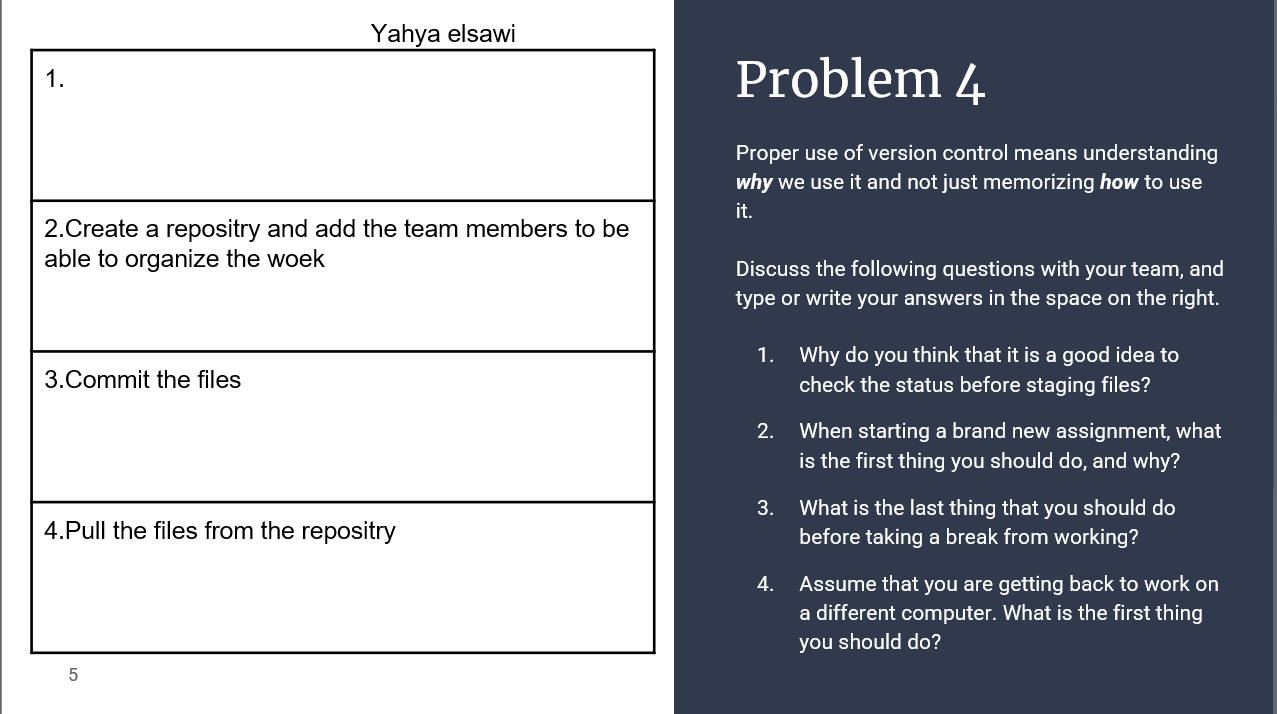 Yahya elsawi
1.
2.Create a repositry and add the team members to be
able to organize the woek
3.Commit the files
4.Pull the files from the repositry
5
Problem 4
Proper use of version control means understanding
why we use it and not just memorizing how to use
it.
Discuss the following questions with your team, and
type or write your answers in the space on the right.
1. Why do you think that it is a good idea to
check the status before staging files?
2. When starting a brand new assignment, what
is the first thing you should do, and why?
3. What is the last thing that you should do
before taking a break from working?
4. Assume that you are getting back to work on
a different computer. What is the first thing
you should do?